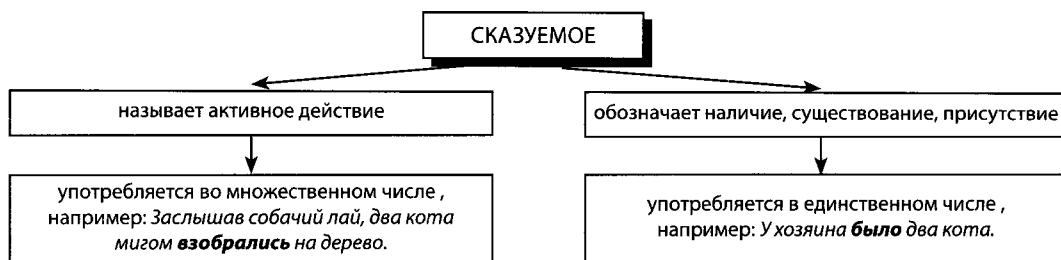 СКАЗУЕМОЕ
называет активное действие
обозначает наличие, существование, присутствие
употребляется во множественном числе ,
например: Заслышав собачий лай, два кота
мигом взобрались на дерево.
употребляется в единственном числе ,
например: У хозяина было два кота.